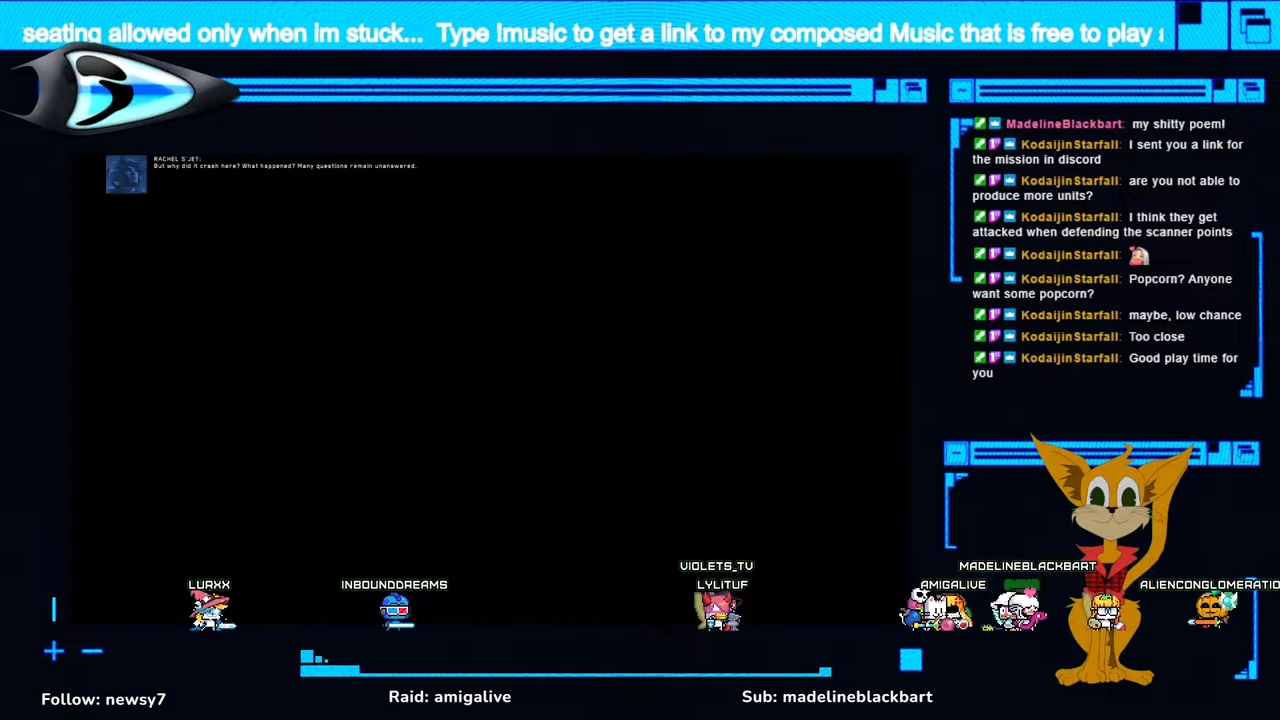 seating allowed only when im stuck... Type !music to get a link to my composed Music that is free to play
RACHEL S'JET:
But why did it crash here? What happened? Many questions remain unanswered.
MadelineBlackbart: my shitty poem!
KodaijinStarfall: I sent you a link for
the mission in discord
KodaijinStarfall: are you not able to
produce more units?
KodaijinStarfall: I think they get
attacked when defending the scanner
points
KodaijinStarfall:
KodaijinStarfall: Popcorn? Anyone
want some popcorn?
KodaijinStarfall: maybe, low chance
KodaijinStarfall: Too close
KodaijinStarfall: Good play time for
you
VIOLETS_TV
MADELINEBLACKBART
LURXX
INBOUNDDREAMS
LYLITUF
AMIGALIVE
ALIENCONGLOMERATIO
Follow: newsy7
Raid: amigalive
Sub: madelineblackbart